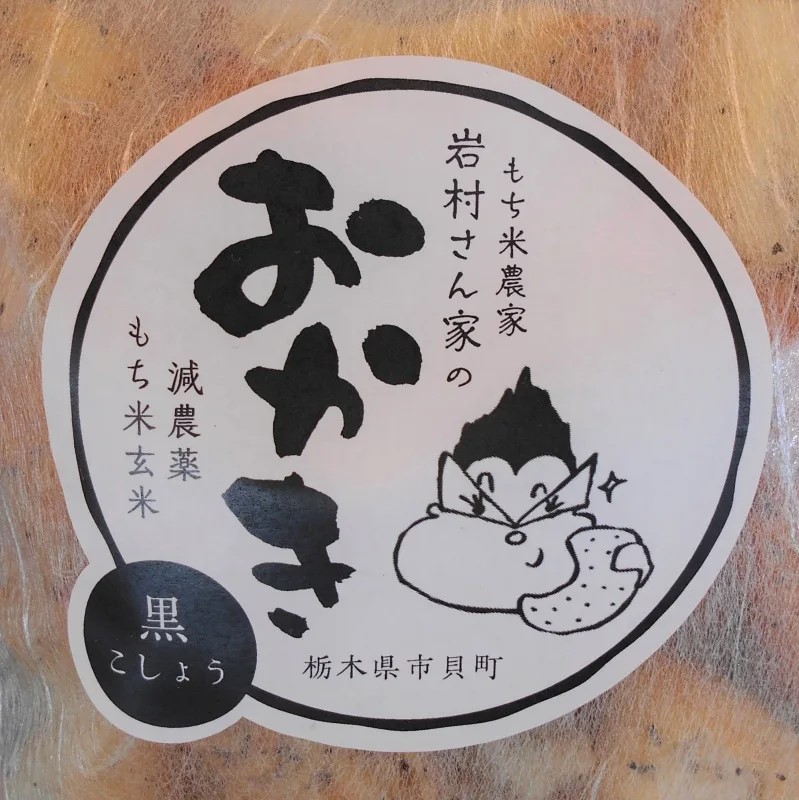 もち米農家
岩村さん家の
おかき
減農薬
もち米玄米
黒
こしょう
栃木県市貝町